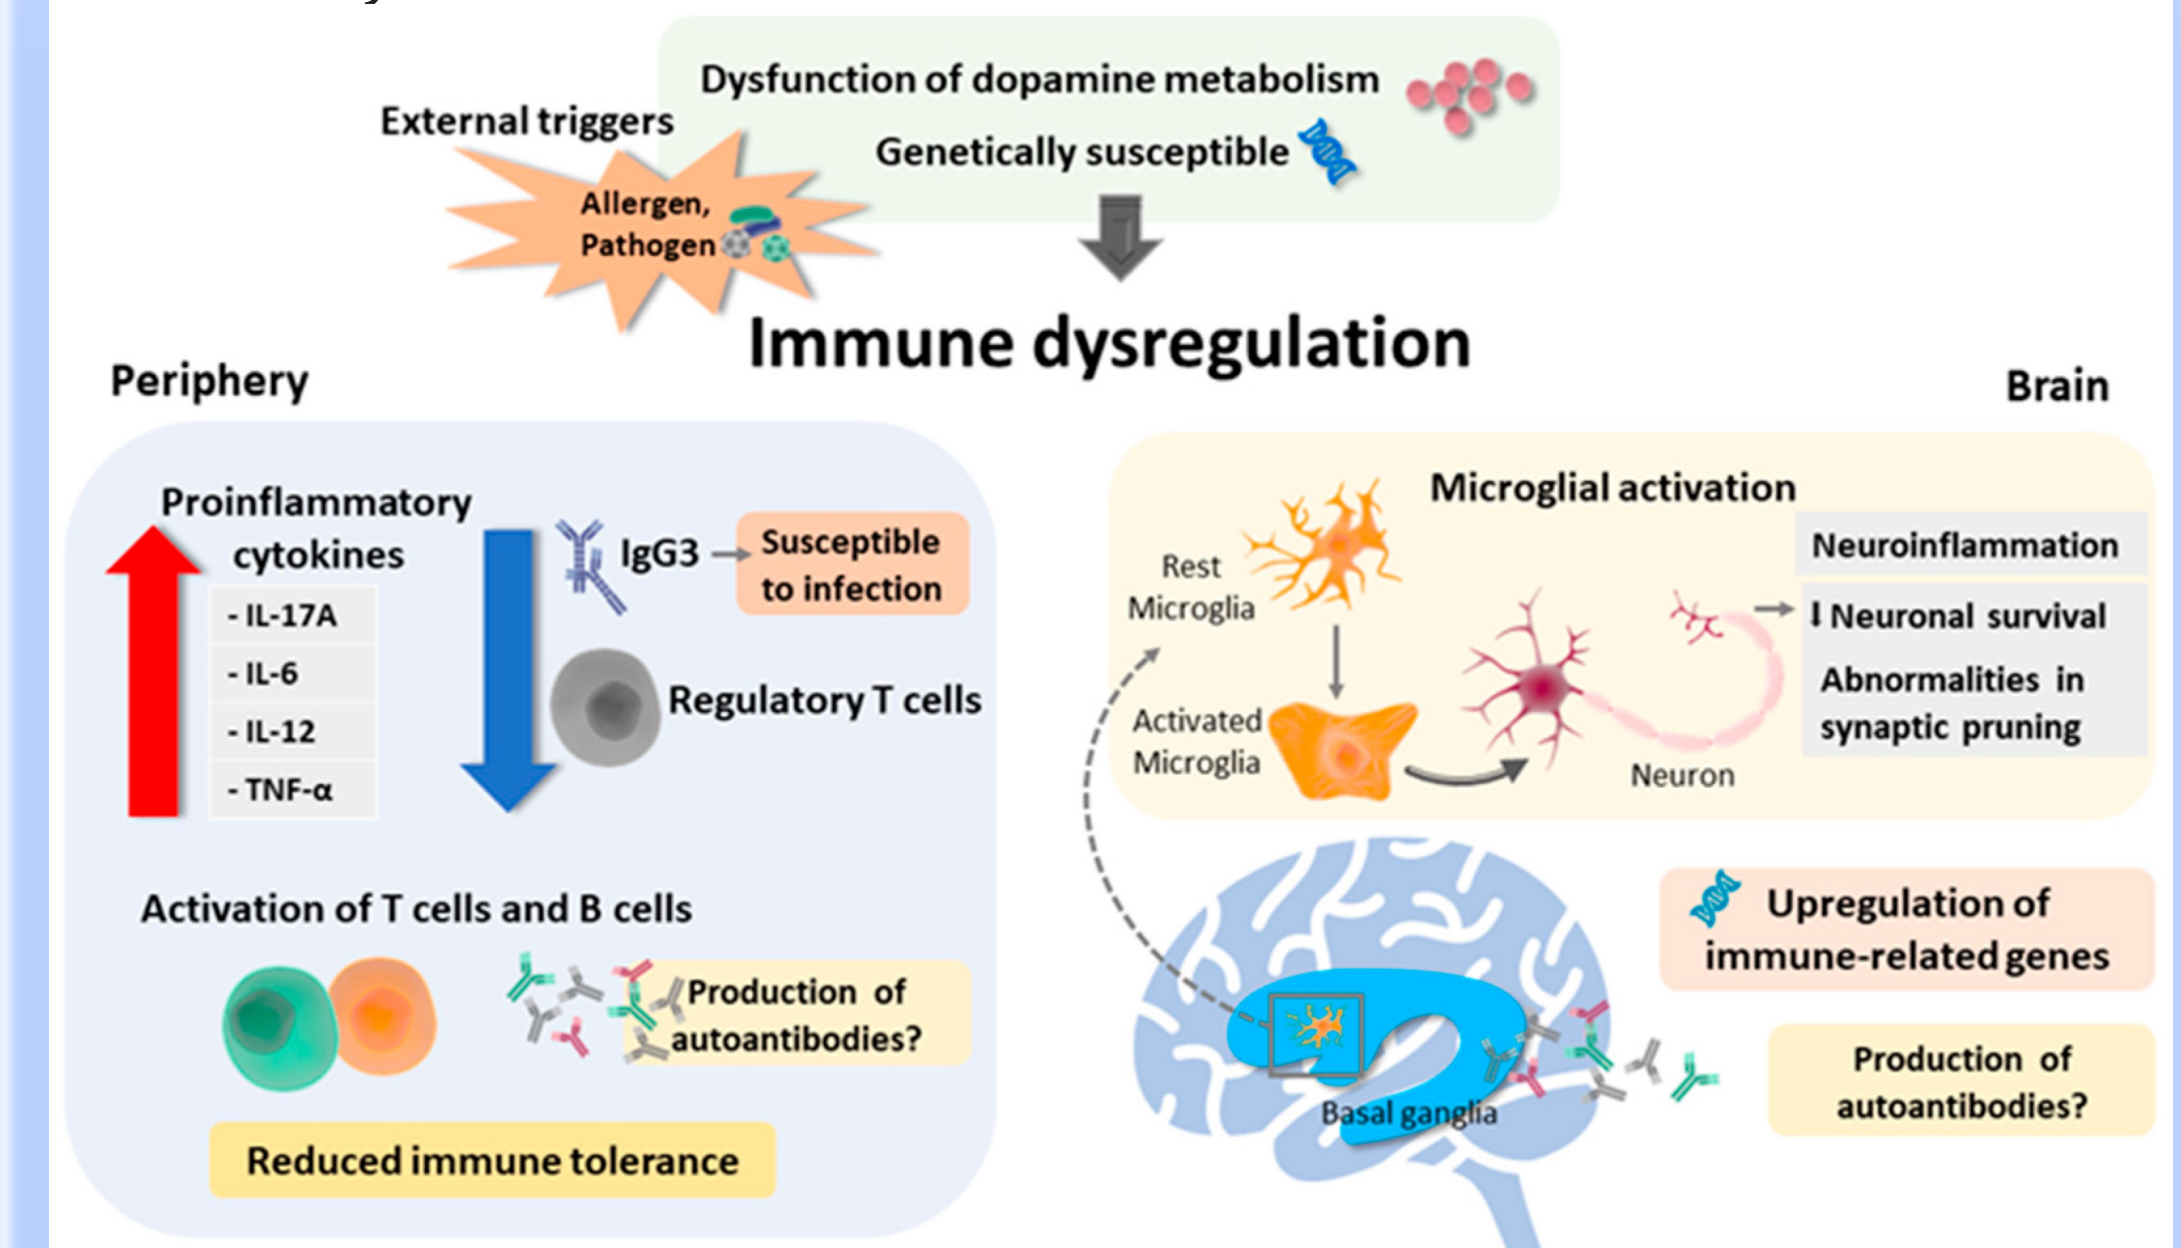 Dysfunction of dopamine metabolism
Genetically susceptible
External triggers
Allergen,
Pathogen
Immune dysregulation
Periphery
Proinflammatory
cytokines
- IL-17A
- IL-6
- IL-12
- TNF-α
IgG3
Susceptible
to infection
Regulatory T cells
Activation of T cells and B cells
Production of
autoantibodies?
Reduced immune tolerance
Brain
Microglial activation
Rest
Microglia
Activated
Microglia
Neuron
Neuroinflammation
↓ Neuronal survival
Abnormalities in
synaptic pruning
Basal ganglia
Upregulation of
immune-related genes
Production of
autoantibodies?